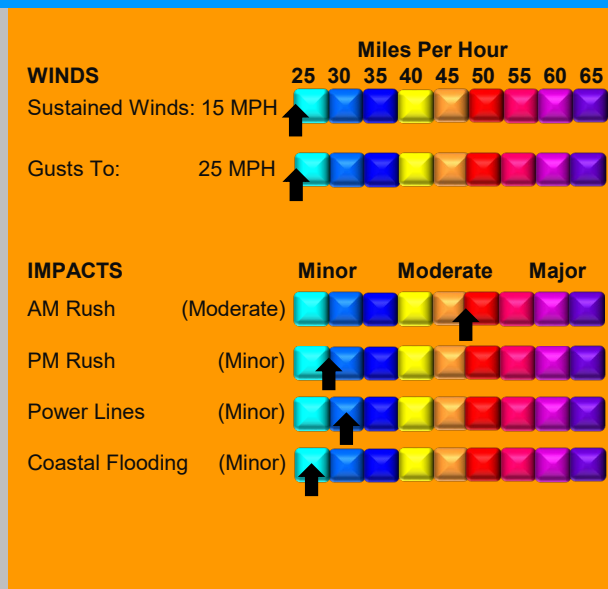 Miles Per Hour
WINDS 25 30 35 40 45 50 55 60 65
Sustained Winds: 15 MPH
Gusts To: 25 MPH
IMPACTS Minor Moderate Major
AM Rush (Moderate)
PM Rush (Minor)
Power Lines (Minor)
Coastal Flooding (Minor)